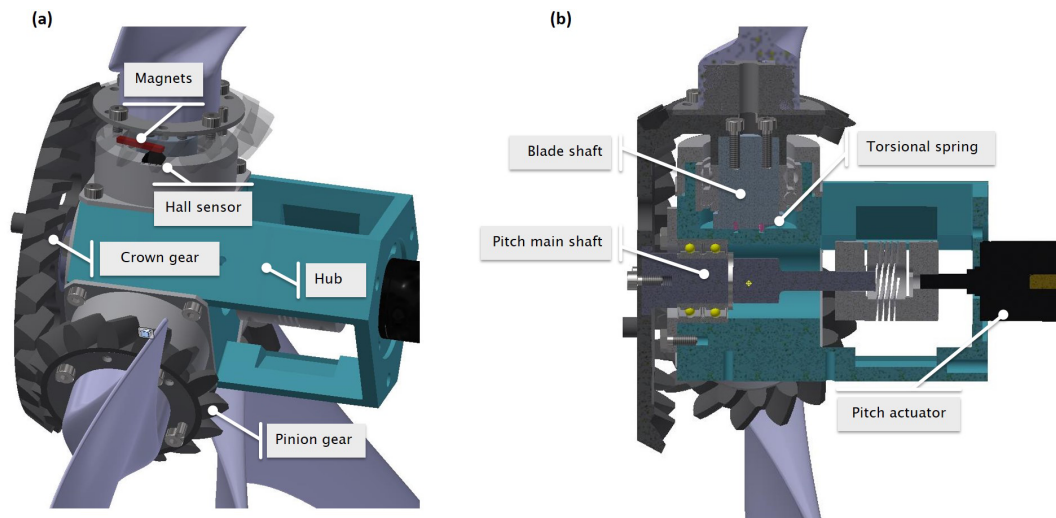 (a)
Magnets
Hall sensor
Crown gear
Hub
Pinion gear
(b)
Blade shaft
Torsional spring
Pitch main shaft
Pitch actuator